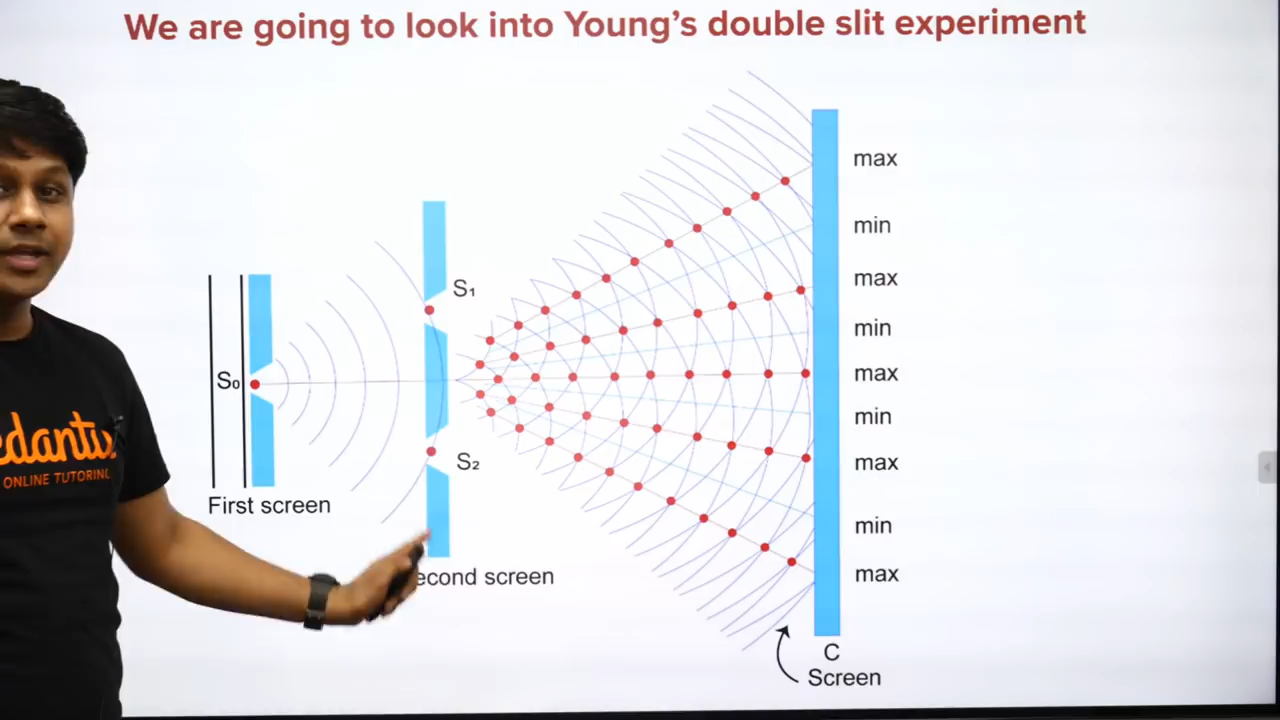 We are going to look into Young's double slit experiment
max
min
max
S₁
min
S₀
max
min
S₂
max
First screen
min
max
econd screen
C
Screen
edantu
ONLINE TUTORING